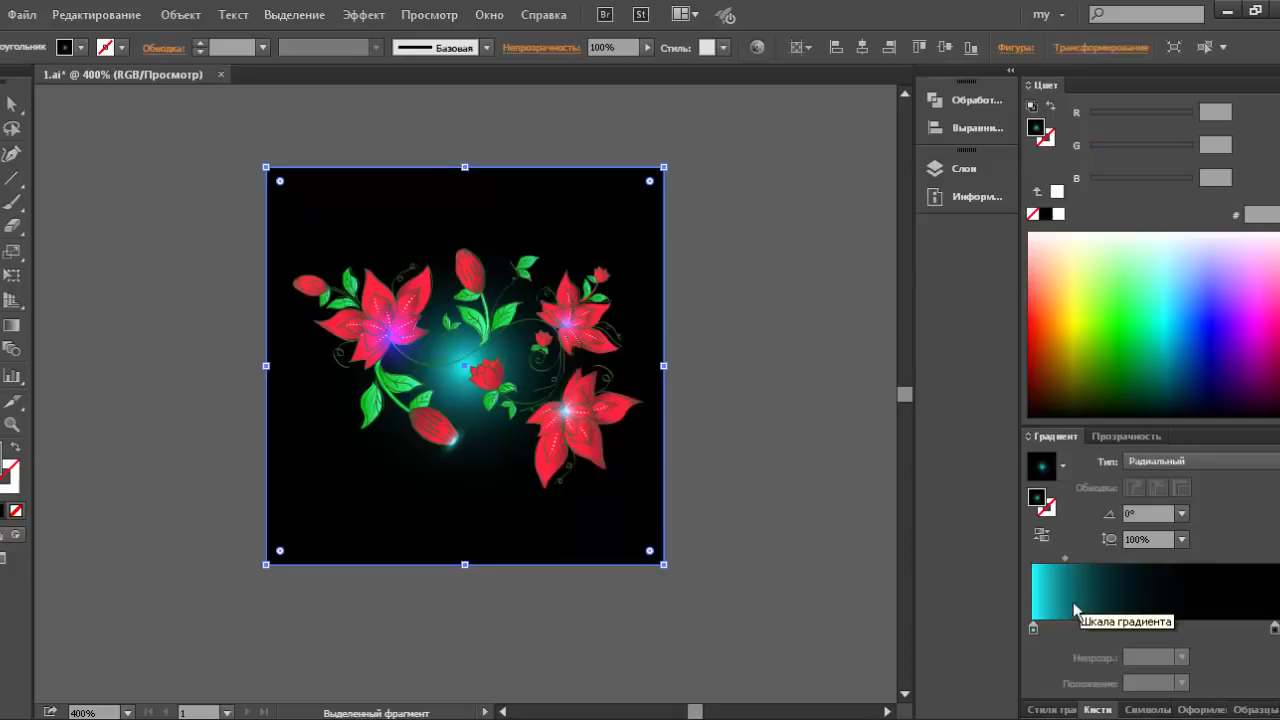 Файл Редактирование Объект Текст Выделение Эффект Просмотр Окно Справка Br St my
оугольник Обводка: Базовая Непрозрачность: 100% Стиль: Фигура: Трансформирование
1.ai* @ 400% (RGB/Просмотр) ×
Обработ...
Выравни...
Слои
Информ...
Цвет
R
G
B
#
Градиент Прозрачность
Тип: Радиальный
Обводка:
0°
100%
Шкала градиента
Непрозр.:
Положение:
Стили гра Кисти Символы Оформле Образцы
400% 1 Выделенный фрагмент